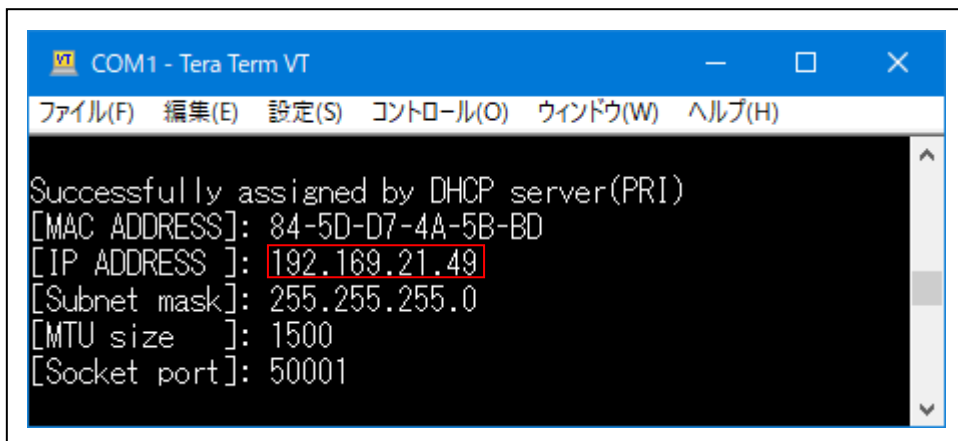 COM1 - Tera Term VT
ファイル(F) 編集(E) 設定(S) コントロール(O) ウィンドウ(W) ヘルプ(H)
Successfully assigned by DHCP server(PRI)
[MAC ADDRESS]: 84-5D-D7-4A-5B-BD
[IP ADDRESS ]: 192.169.21.49
[Subnet mask]: 255.255.255.0
[MTU size   ]: 1500
[Socket port]: 50001